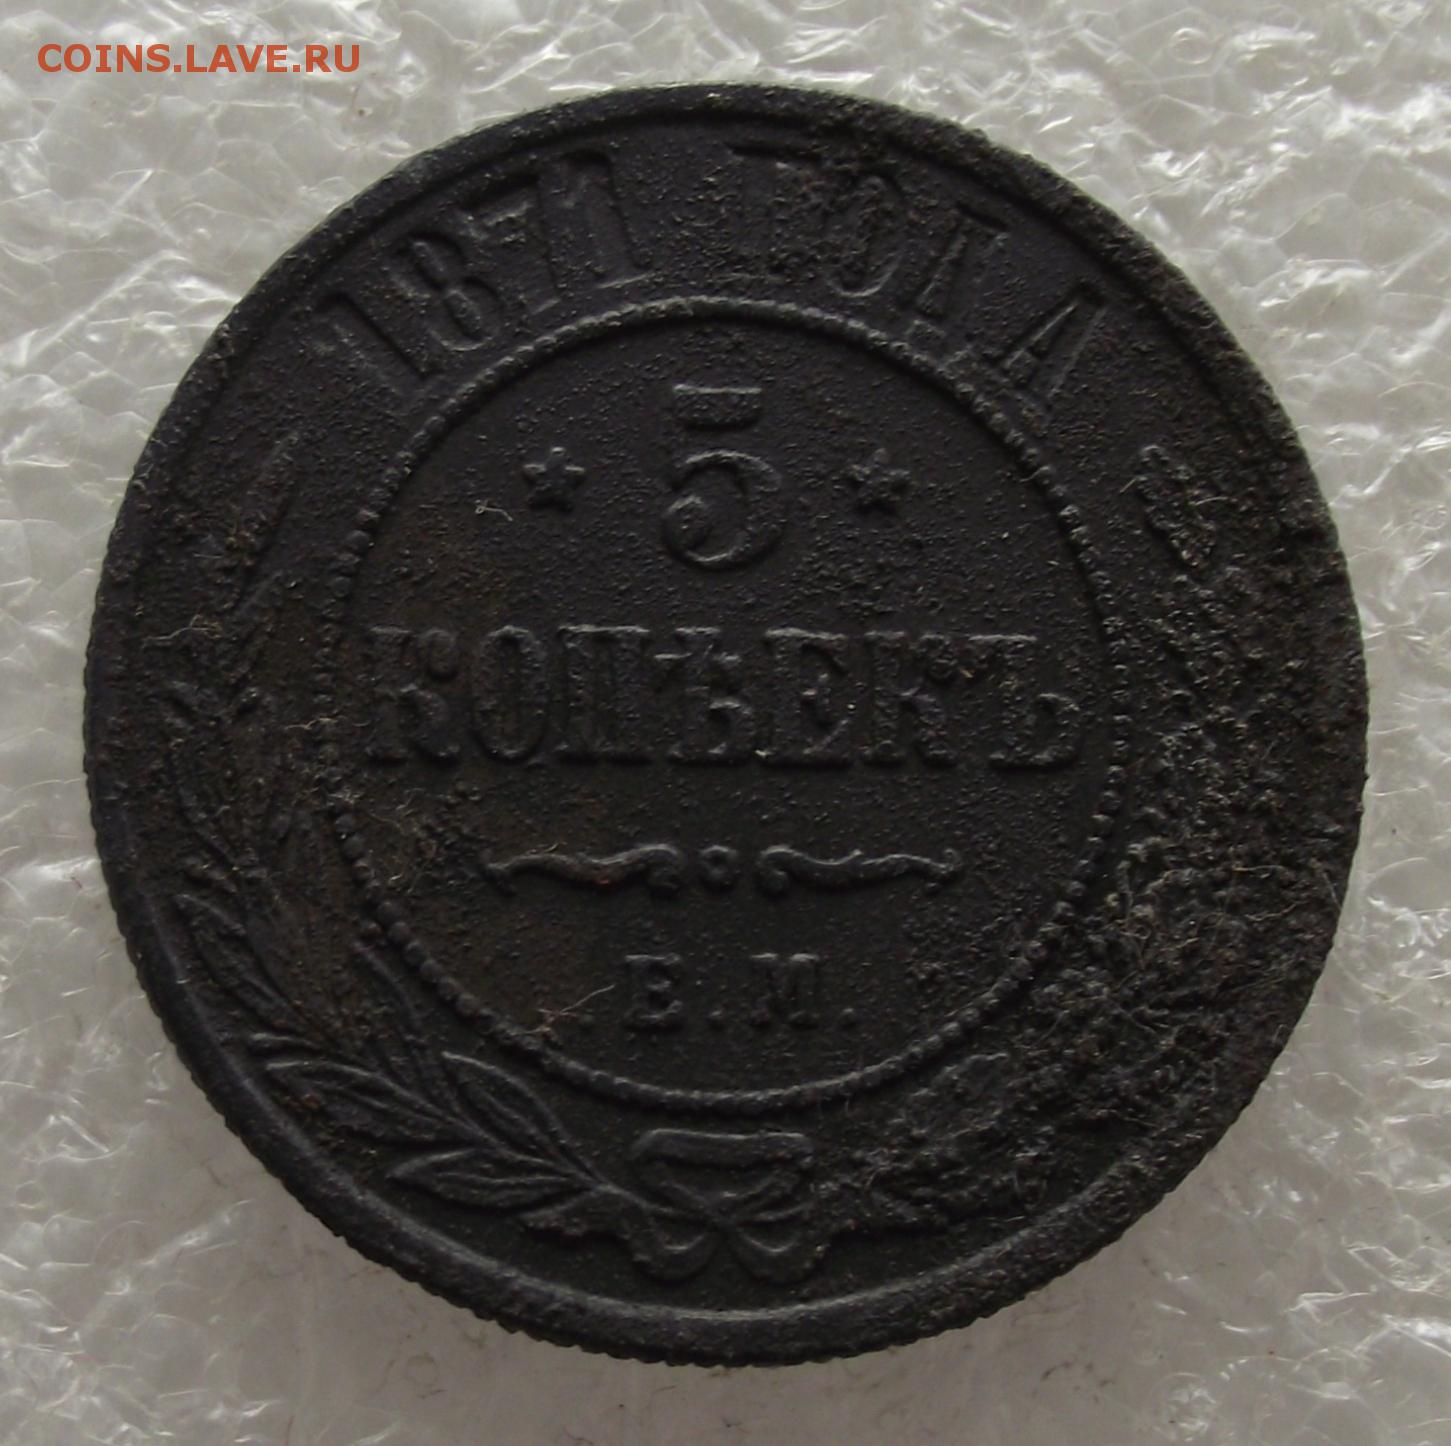 COINS.LAVE.RU
1871 ГОДА
5
КОПѢЕКЪ
Е.М.